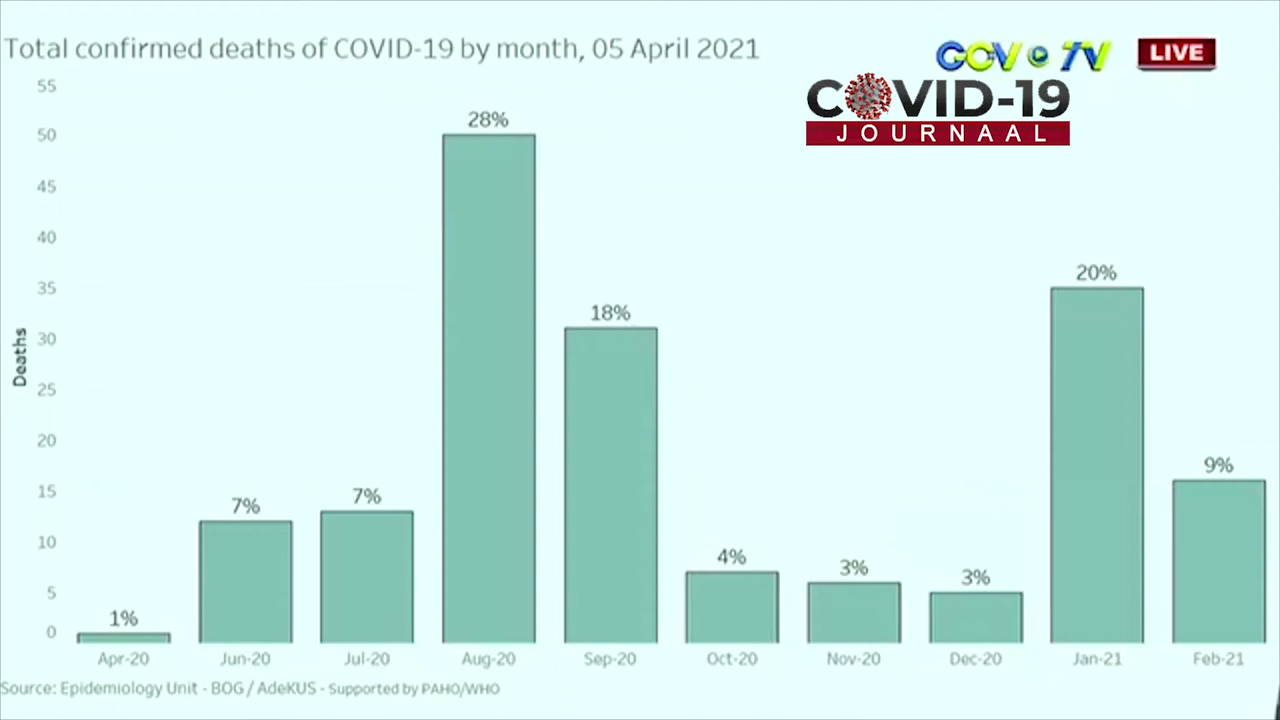 Total confirmed deaths of COVID-19 by month, 05 April 2021
GOV TV
LIVE
COVID-19
JOURNAAL
55
50
45
40
35
30
25
20
15
10
5
0
Deaths
1%
7%
7%
28%
18%
4%
3%
3%
20%
9%
Apr-20 Jun-20 Jul-20 Aug-20 Sep-20 Oct-20 Nov-20 Dec-20 Jan-21 Feb-21
Source: Epidemiology Unit - BOG / AdeKUS - Supported by PAHO/WHO